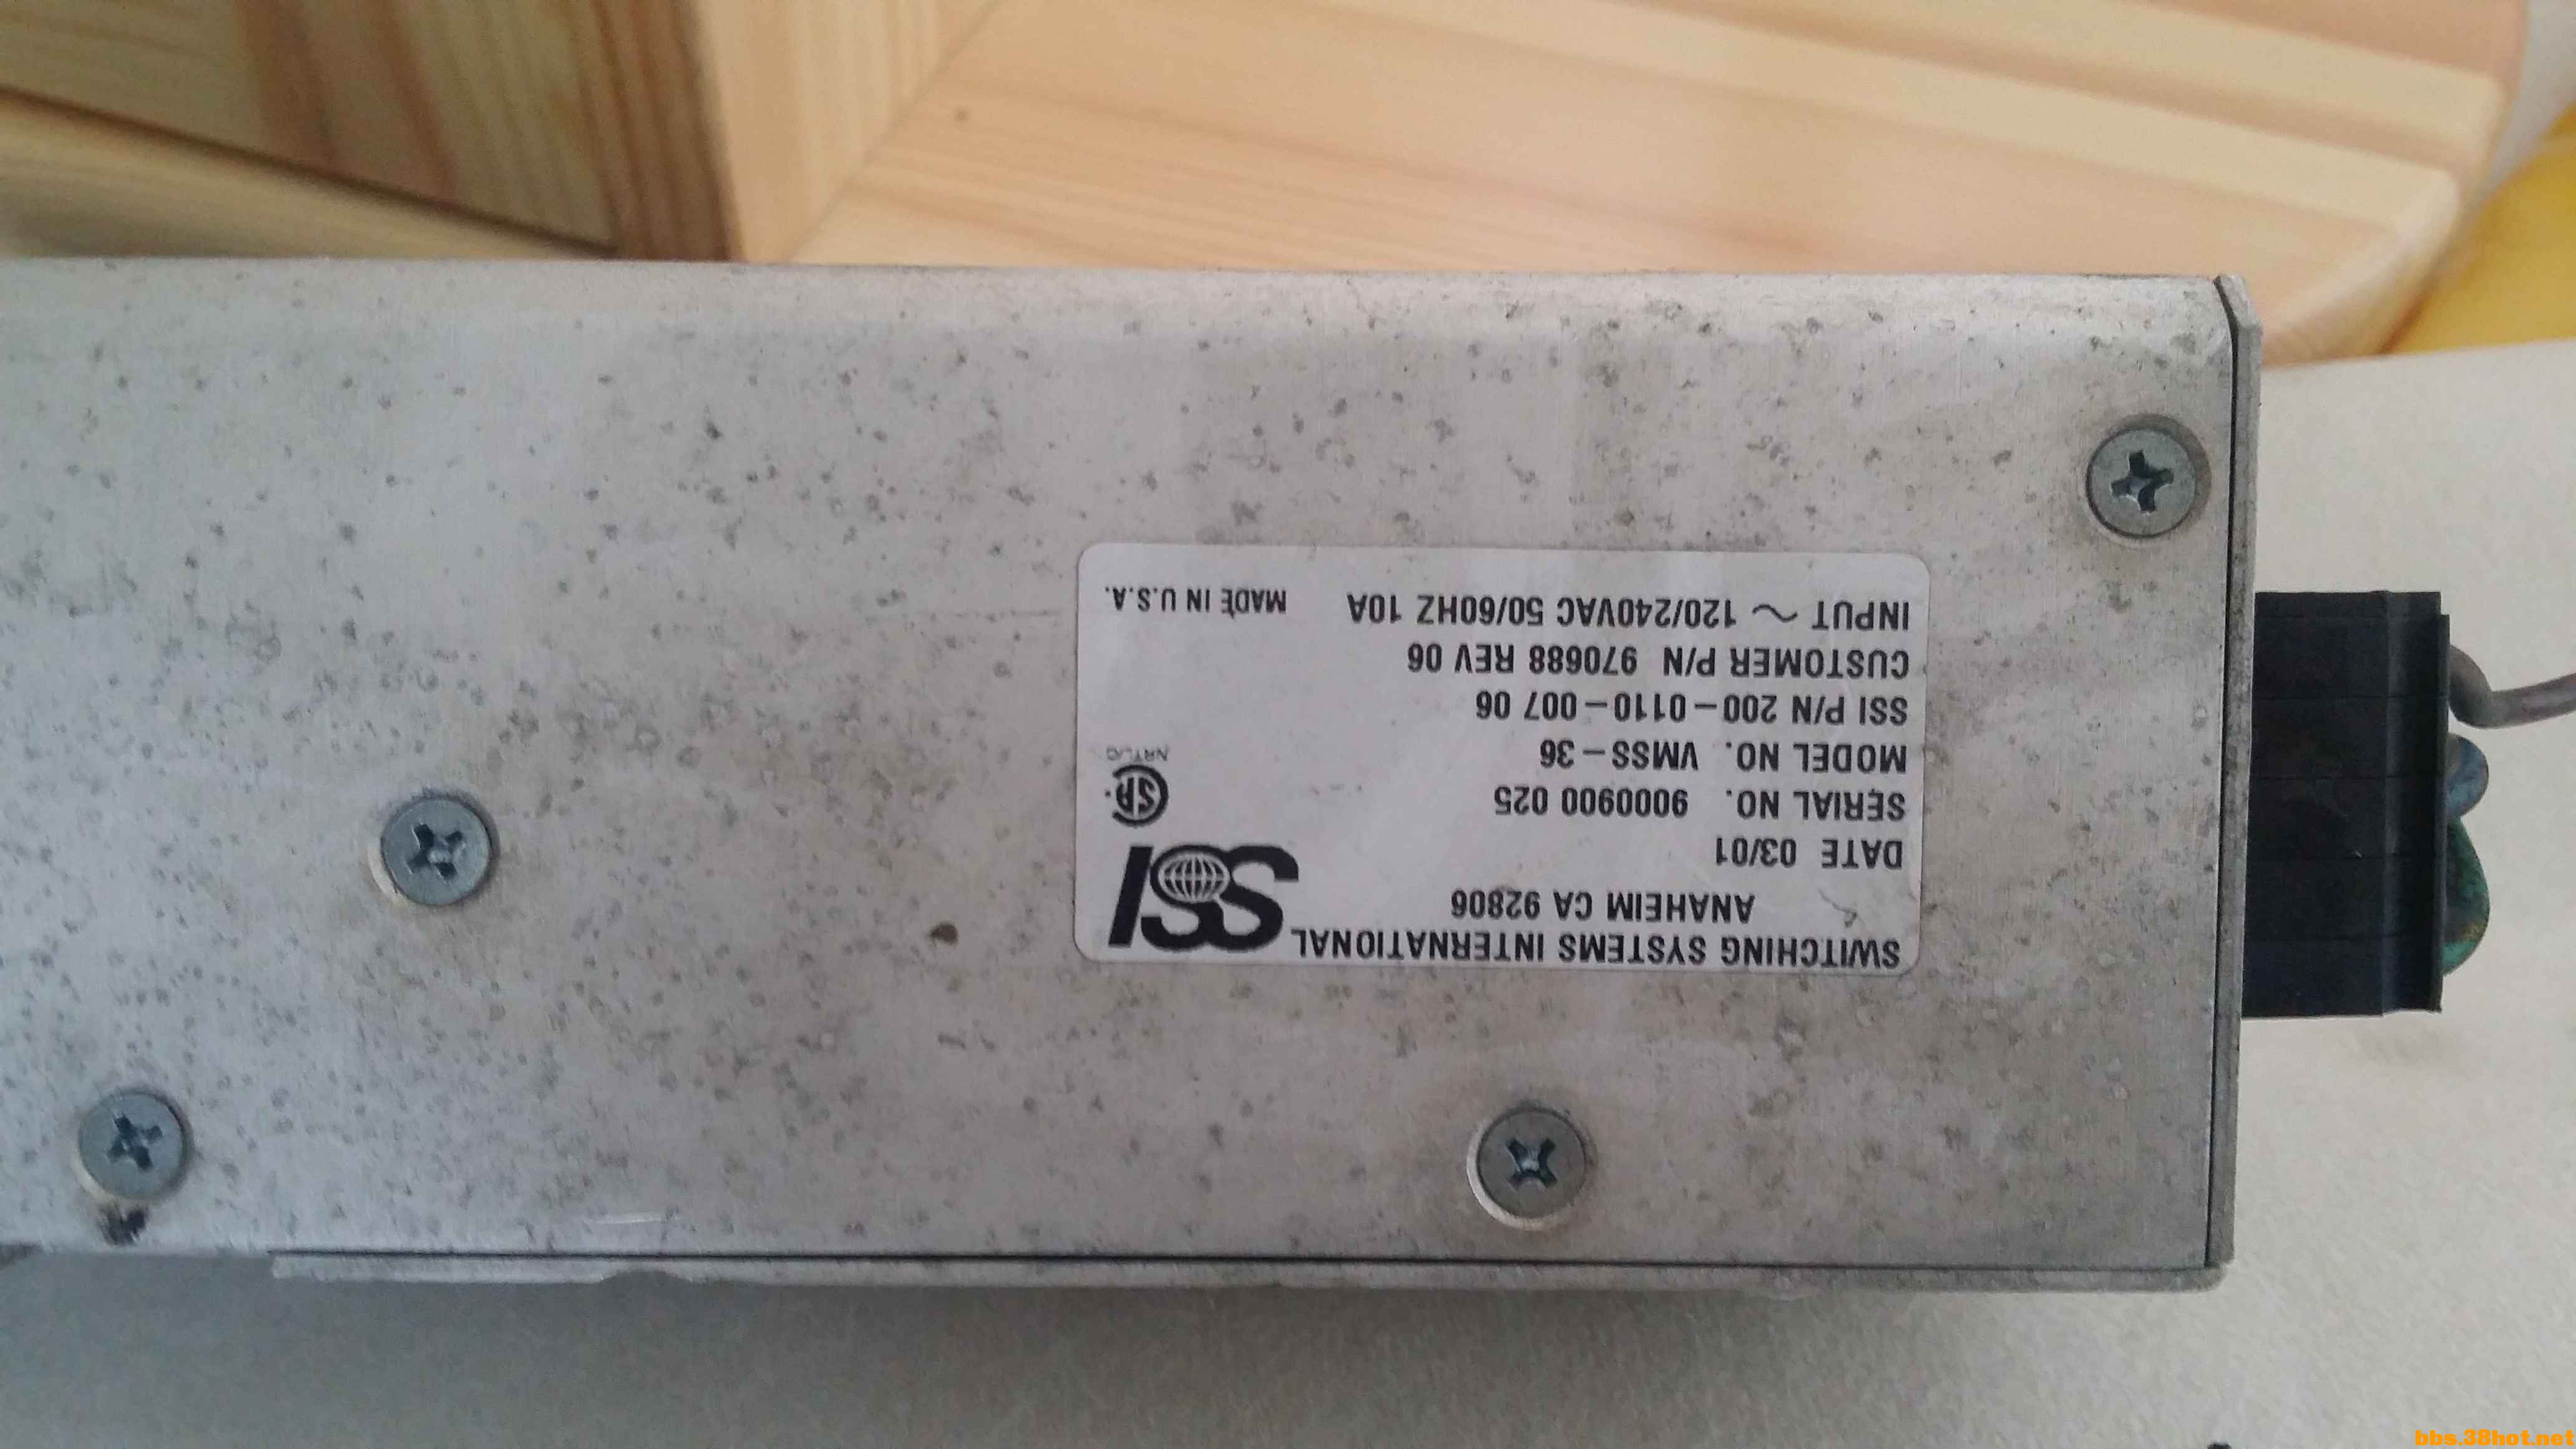 SWITCHING SYSTEMS INTERNATIONAL
ANAHEIM CA 92806
SSI
DATE 03/01
SERIAL NO. 9000900 025
MODEL NO. VMSS-36
SSI P/N 200-0110-007 06
CUSTOMER P/N 970688 REV 06
INPUT ~ 120/240VAC 50/60HZ 10A MADE IN U.S.A.
NRTL/C
bbs.38hot.net